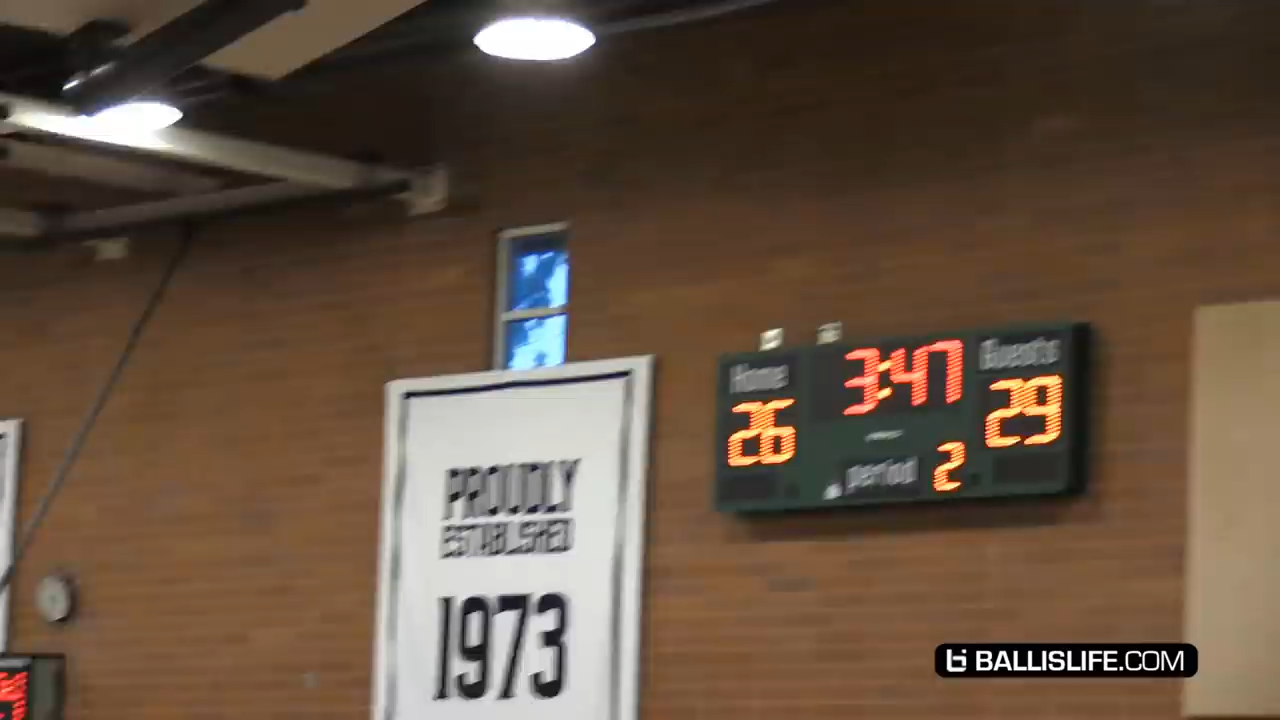 Home
3:47
Guests
26
29
period 2
PROUDLY
ESTABLISHED
1973
BALLISLIFE.COM